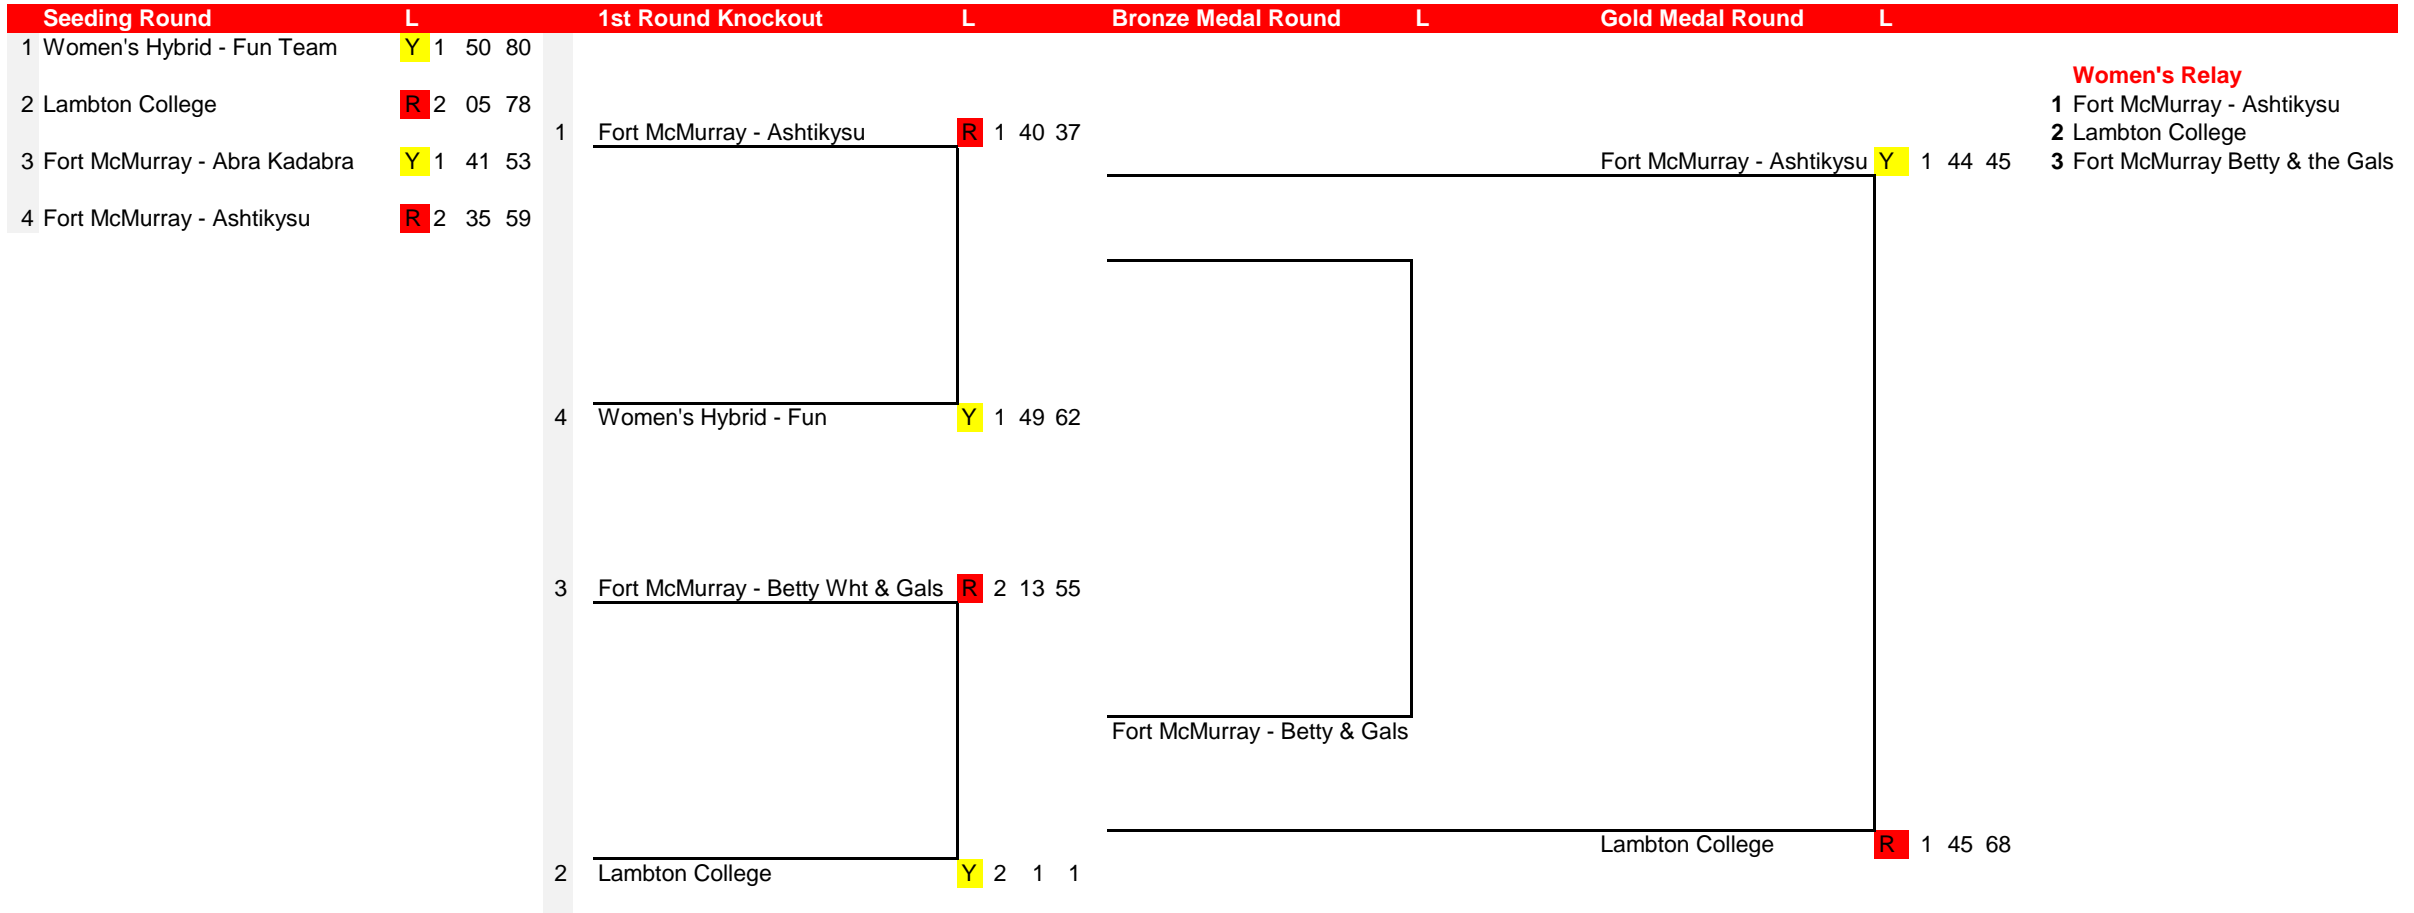 Seeding Round L 1st Round Knockout L Bronze Medal Round L Gold Medal Round L
1 Women's Hybrid - Fun Team Y 1 50 80
Women's Relay
2 Lambton College R 2 05 78
1 Fort McMurray - Ashtikysu
1 Fort McMurray - Ashtikysu R 1 40 37
2 Lambton College
3 Fort McMurray - Abra Kadabra Y 1 41 53
Fort McMurray - Ashtikysu Y 1 44 45
3 Fort McMurray Betty & the Gals
4 Fort McMurray - Ashtikysu R 2 35 59
4 Women's Hybrid - Fun Y 1 49 62
3 Fort McMurray - Betty Wht & Gals R 2 13 55
Fort McMurray - Betty & Gals
Lambton College R 1 45 68
2 Lambton College Y 2 1 1